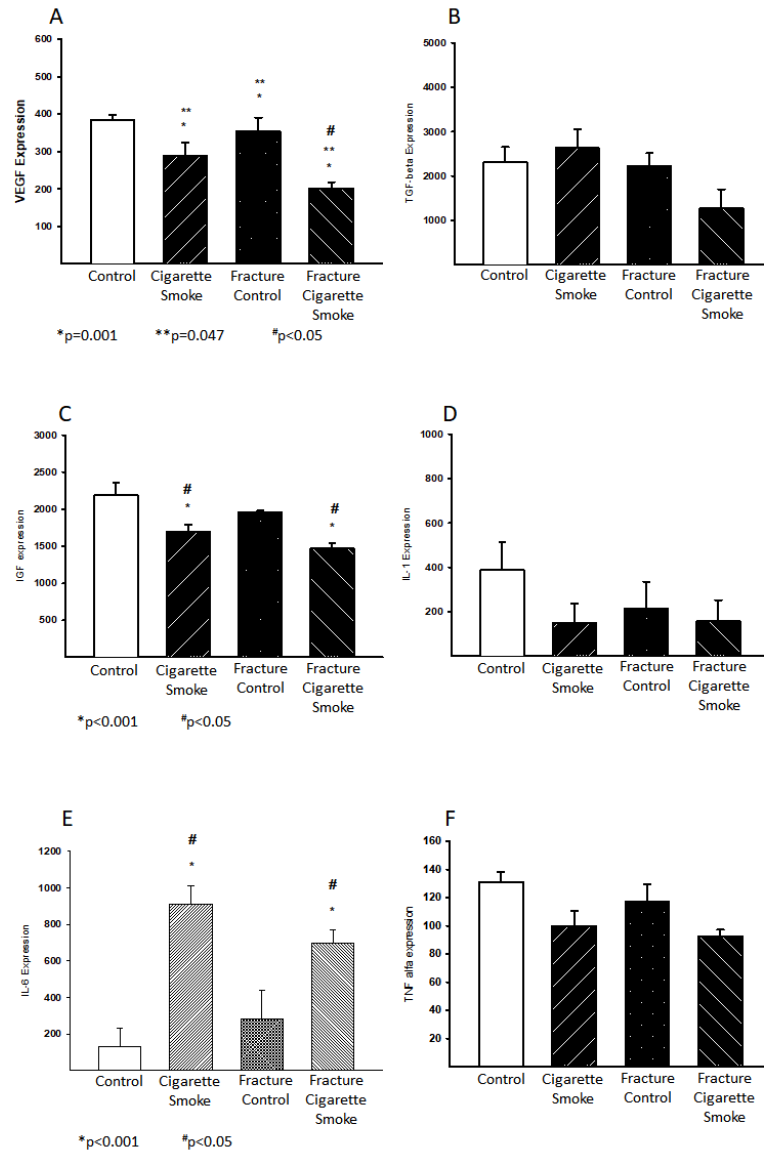 A
VEGF Expression
600
500
400
300
200
100
** *
** *
# ** *
Control
Cigarette Smoke
Fracture Control
Fracture Cigarette Smoke
*p=0.001 **p=0.047 #p<0.05
B
TGF-beta Expression
5000
4000
3000
2000
1000
Control
Cigarette Smoke
Fracture Control
Fracture Cigarette Smoke
C
IGF expression
3000
2500
2000
1500
1000
500
# *
# *
Control
Cigarette Smoke
Fracture Control
Fracture Cigarette Smoke
*p<0.001 #p<0.05
D
IL-1 Expression
1000
800
600
400
200
Control
Cigarette Smoke
Fracture Control
Fracture Cigarette Smoke
E
IL-6 Expression
1200
1000
800
600
400
200
# *
# *
Control
Cigarette Smoke
Fracture Control
Fracture Cigarette Smoke
*p<0.001 #p<0.05
F
TNF alfa expression
160
140
120
100
80
60
40
20
Control
Cigarette Smoke
Fracture Control
Fracture Cigarette Smoke